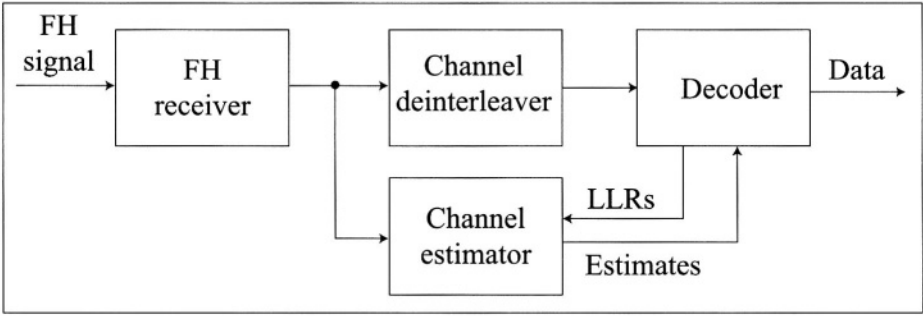 FH
signal
FH
receiver
Channel
deinterleaver
Decoder
Data
LLRs
Channel
estimator
Estimates